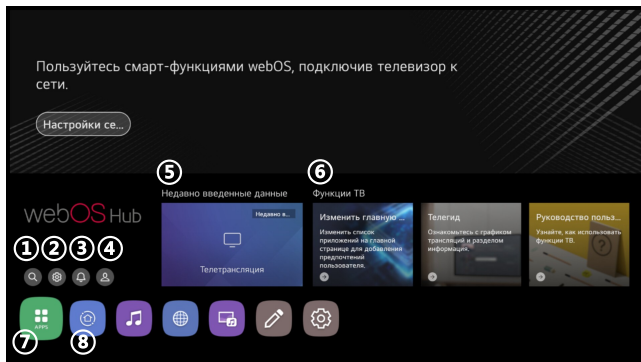 Пользуйтесь смарт-функциями webOS, подключив телевизор к
сети.
Настройки се...
5
6
Недавно введенные данные
Функции ТВ
webOS Hub
Недавно в...
Телетрансляция
Изменить главную ...
Изменить список
приложений на главной
странице для добавления
предпочтений
пользователя.
Телегид
Ознакомьтесь с графиком
трансляций и разделом
информация.
Руководство польз...
Узнайте, как использовать
функции ТВ.
1 2 3 4
APPS
7
8